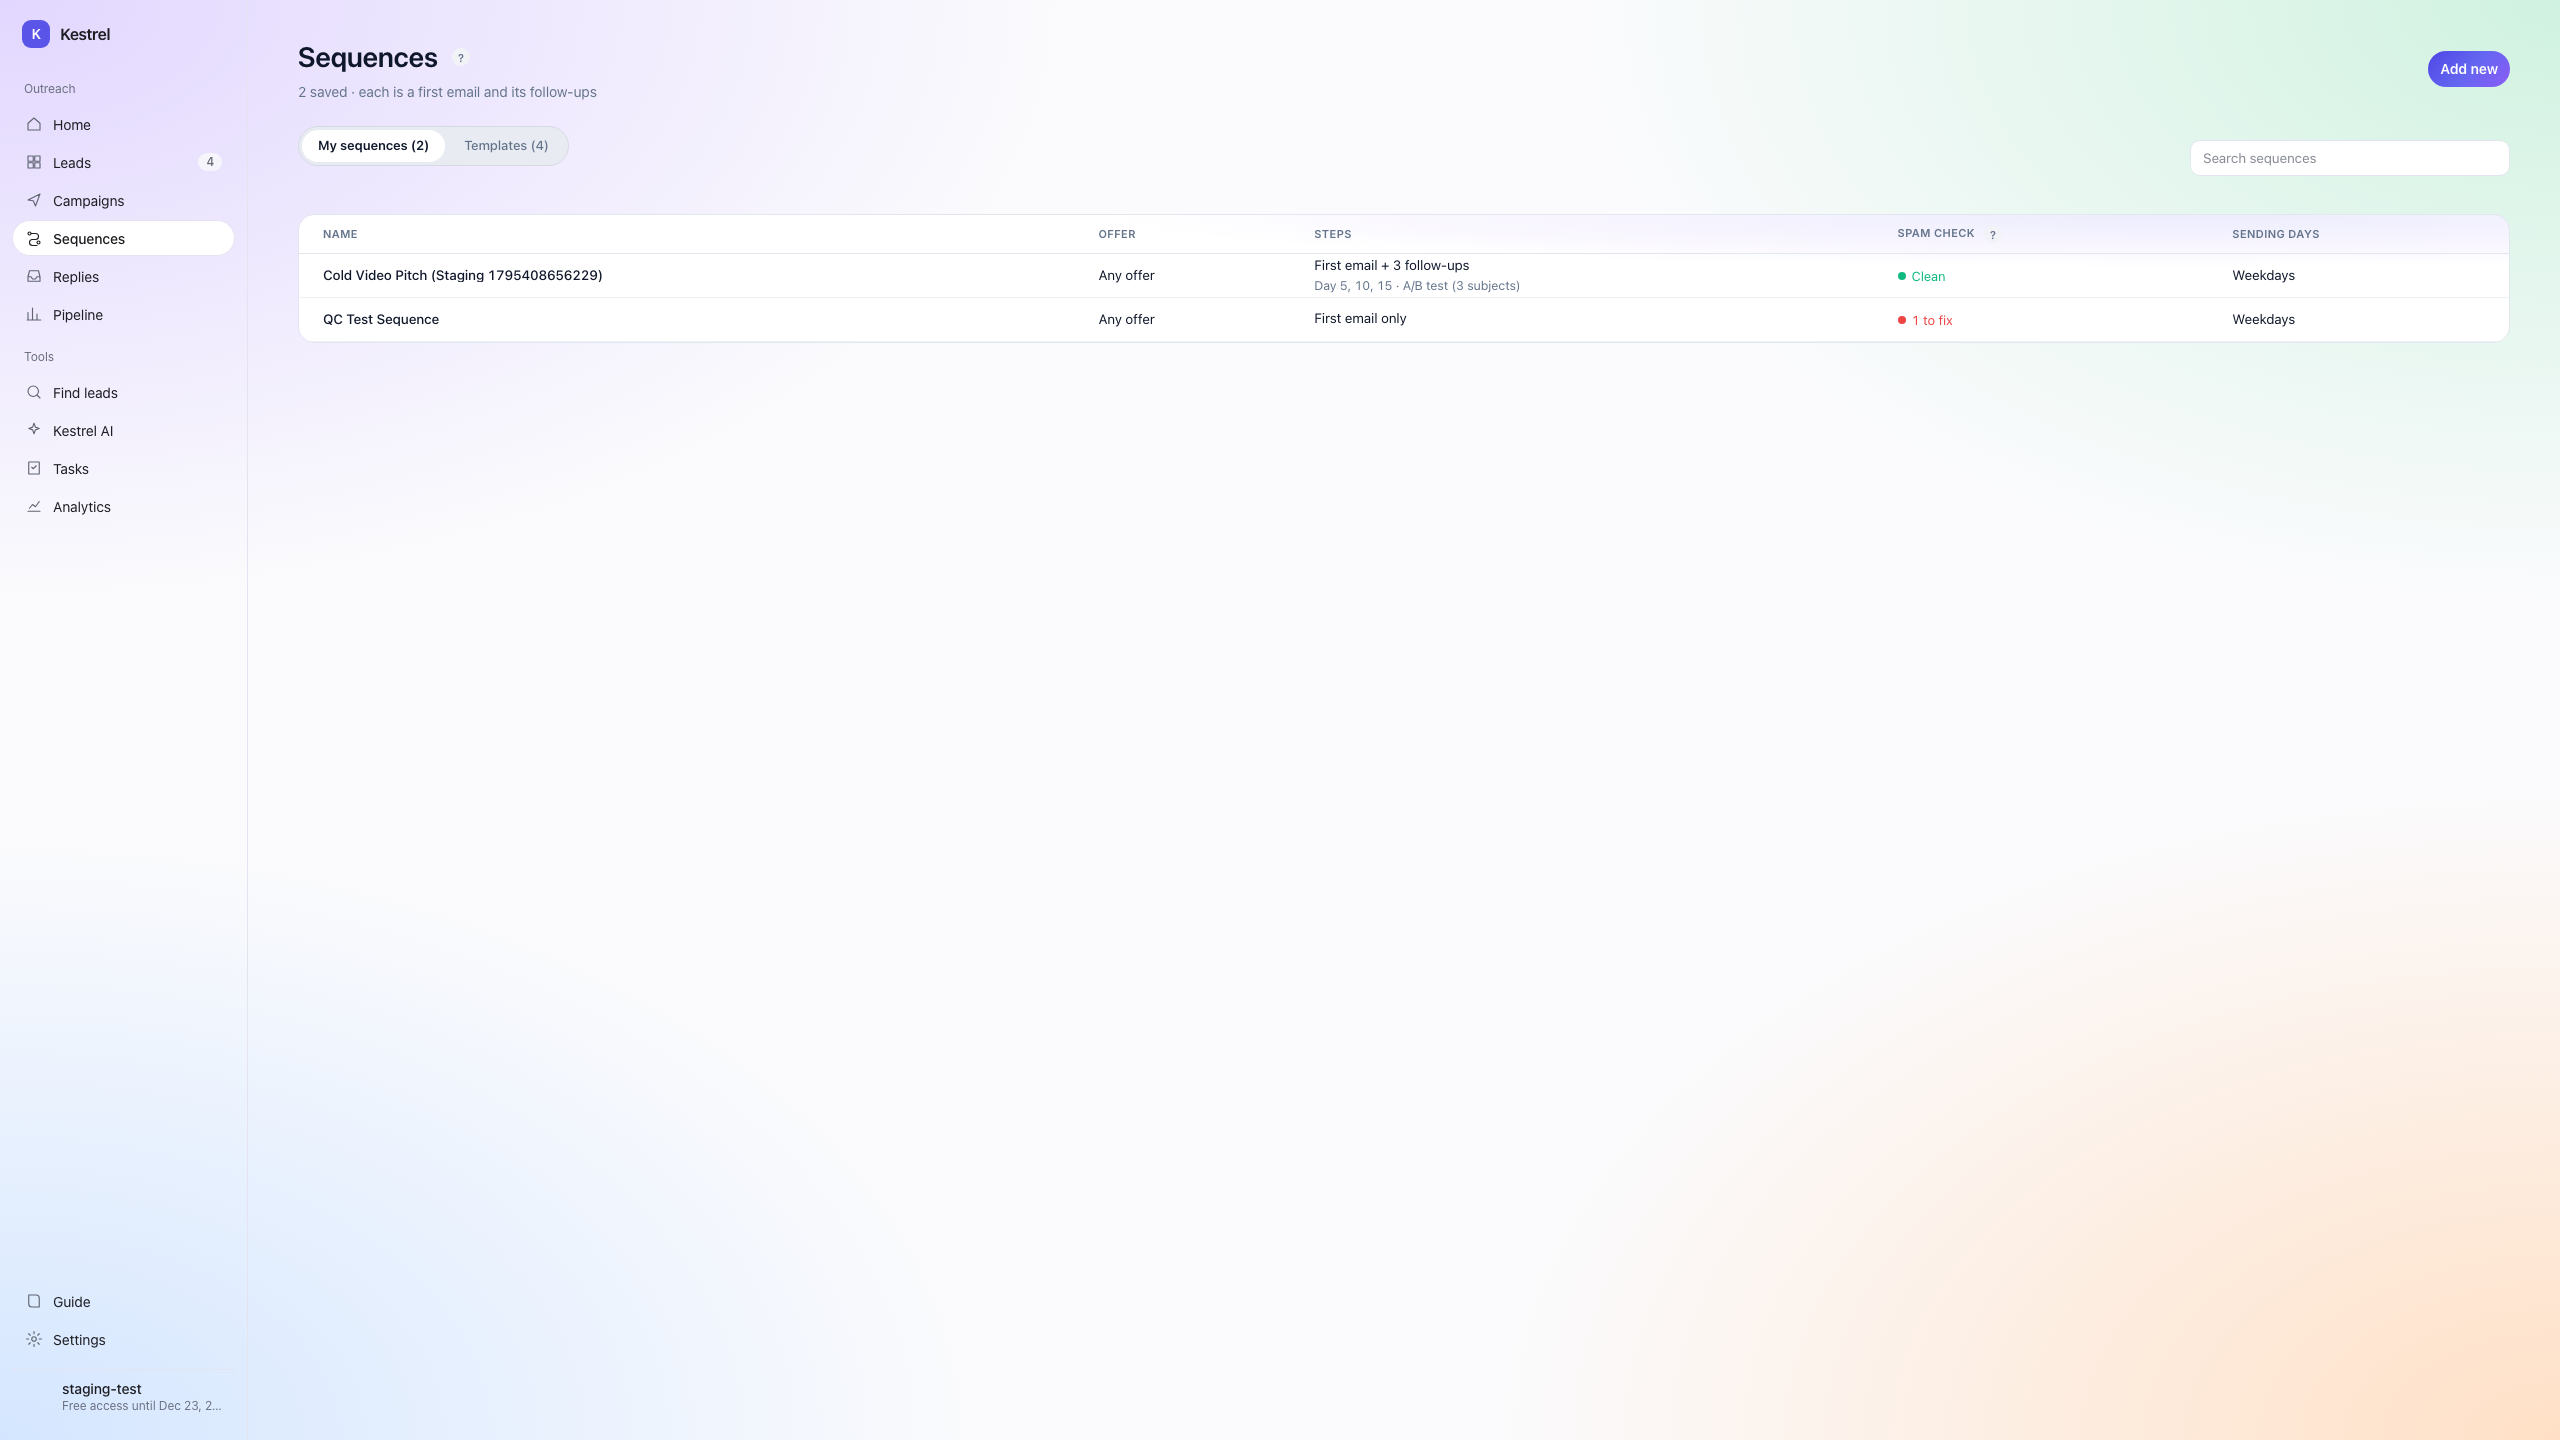 K Kestrel
Outreach
Home
Leads 4
Campaigns
Sequences
Replies
Pipeline
Tools
Find leads
Kestrel AI
Tasks
Analytics
Guide
Settings
staging-test
Free access until Dec 23, 2...
Sequences ?
2 saved · each is a first email and its follow-ups
Add new
My sequences (2) Templates (4)
Search sequences
NAME OFFER STEPS SPAM CHECK ? SENDING DAYS
Cold Video Pitch (Staging 1795408656229) Any offer First email + 3 follow-ups Clean Weekdays
Day 5, 10, 15 · A/B test (3 subjects)
QC Test Sequence Any offer First email only 1 to fix Weekdays